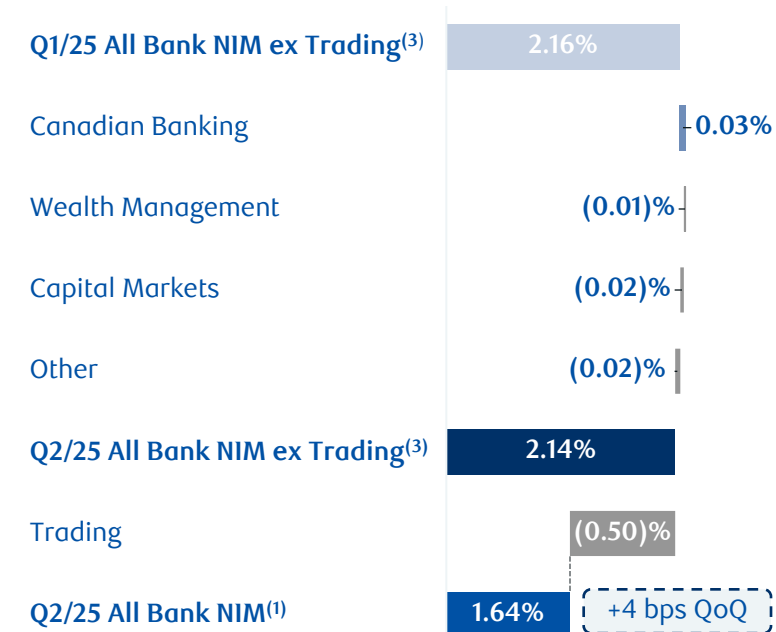 Q1/25 All Bank NIM ex Trading(3) 2.16%
Canadian Banking 0.03%
Wealth Management (0.01)%
Capital Markets (0.02)%
Other (0.02)%
Q2/25 All Bank NIM ex Trading(3) 2.14%
Trading (0.50)%
Q2/25 All Bank NIM(1) 1.64% +4 bps QoQ